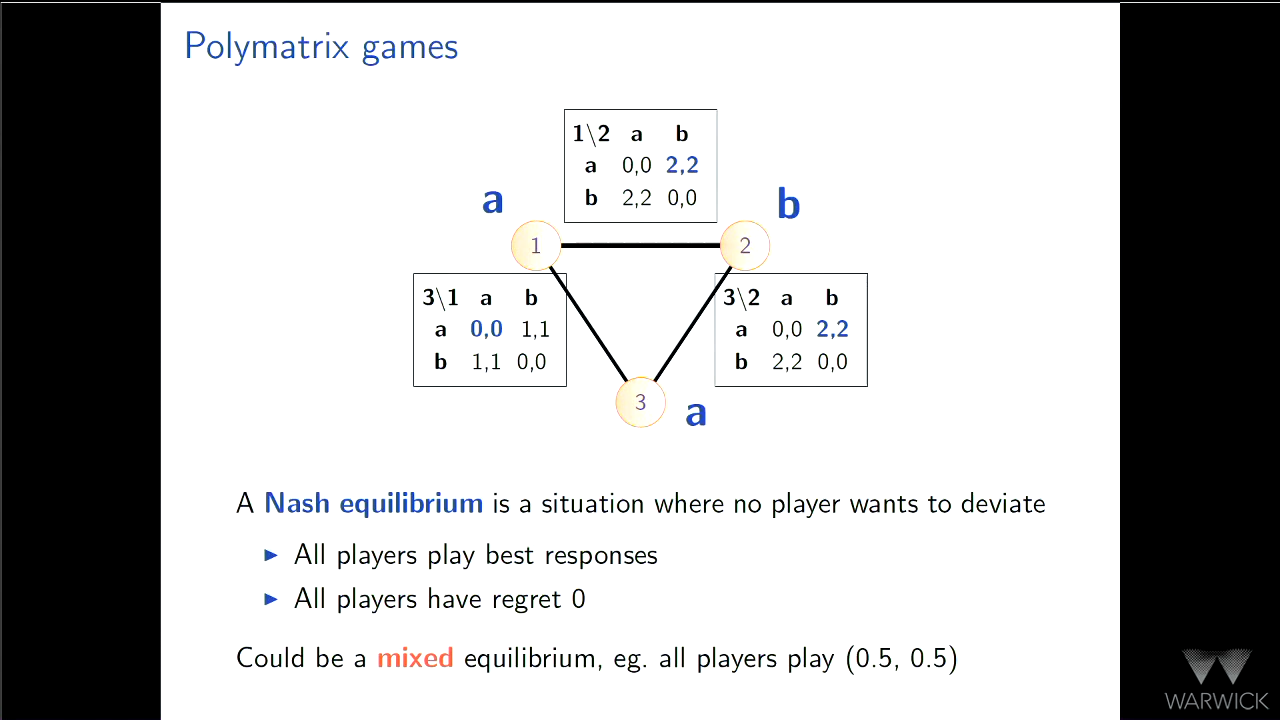 Polymatrix games
1\2 a b
a 0,0 2,2
b 2,2 0,0
a
b
1
2
3\1 a b
a 0,0 1,1
b 1,1 0,0
3\2 a b
a 0,0 2,2
b 2,2 0,0
3
a
A Nash equilibrium is a situation where no player wants to deviate
▶ All players play best responses
▶ All players have regret 0
Could be a mixed equilibrium, eg. all players play (0.5, 0.5)
WARWICK